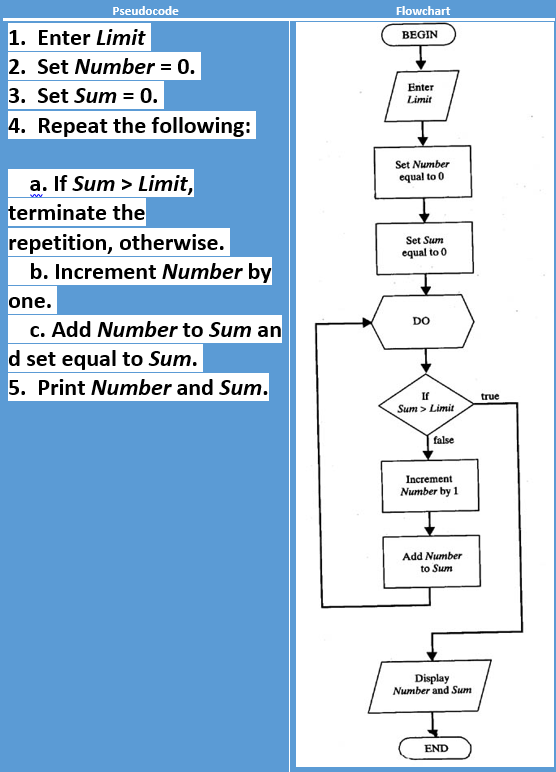 Pseudocode
1. Enter Limit
2. Set Number = 0.
3. Set Sum = 0.
4. Repeat the following:
a. If Sum > Limit,
terminate the
repetition, otherwise.
b. Increment Number by
one.
c. Add Number to Sum an
d set equal to Sum.
5. Print Number and Sum.
Flowchart
BEGIN
Enter
Limit
Set Number
equal to 0
Set Sum
equal to 0
DO
If
Sum > Limit
true
false
Increment
Number by 1
Add Number
to Sum
Display
Number and Sum
END